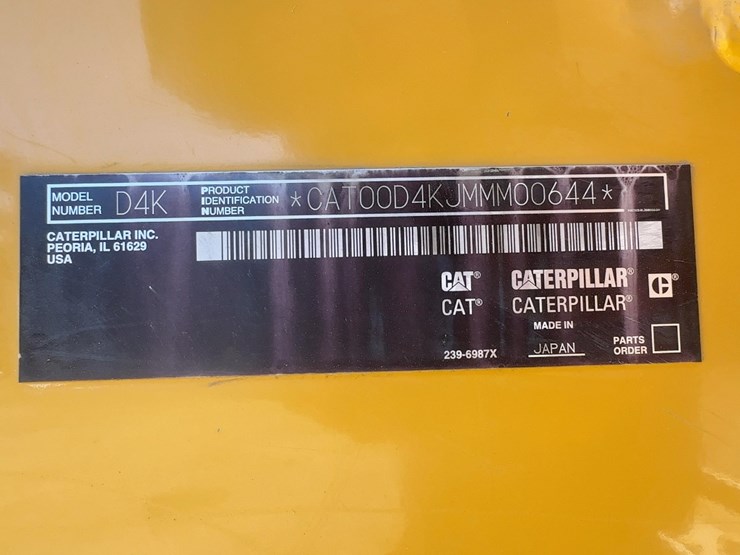 MODEL NUMBER D4K PRODUCT IDENTIFICATION NUMBER *CAT00D4KJMMM00644*
CATERPILLAR INC.
PEORIA, IL 61629
USA
CAT® CATERPILLAR® C®
CAT® CATERPILLAR®
MADE IN
239-6987X JAPAN PARTS ORDER